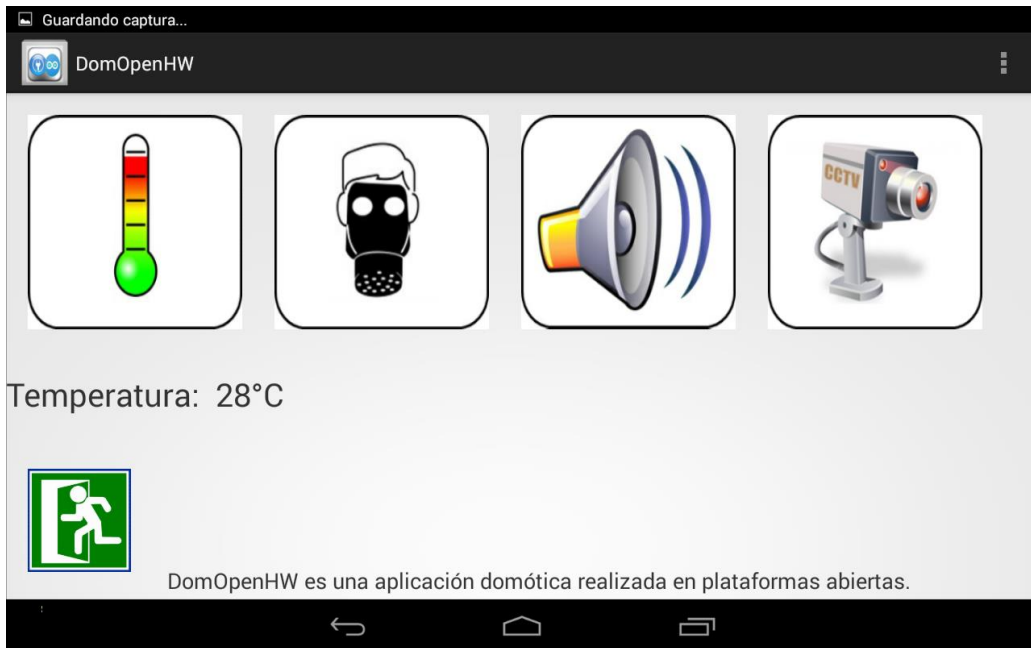 Guardando captura...
DomOpenHW
CCTV
Temperatura: 28°C
DomOpenHW es una aplicación domótica realizada en plataformas abiertas.